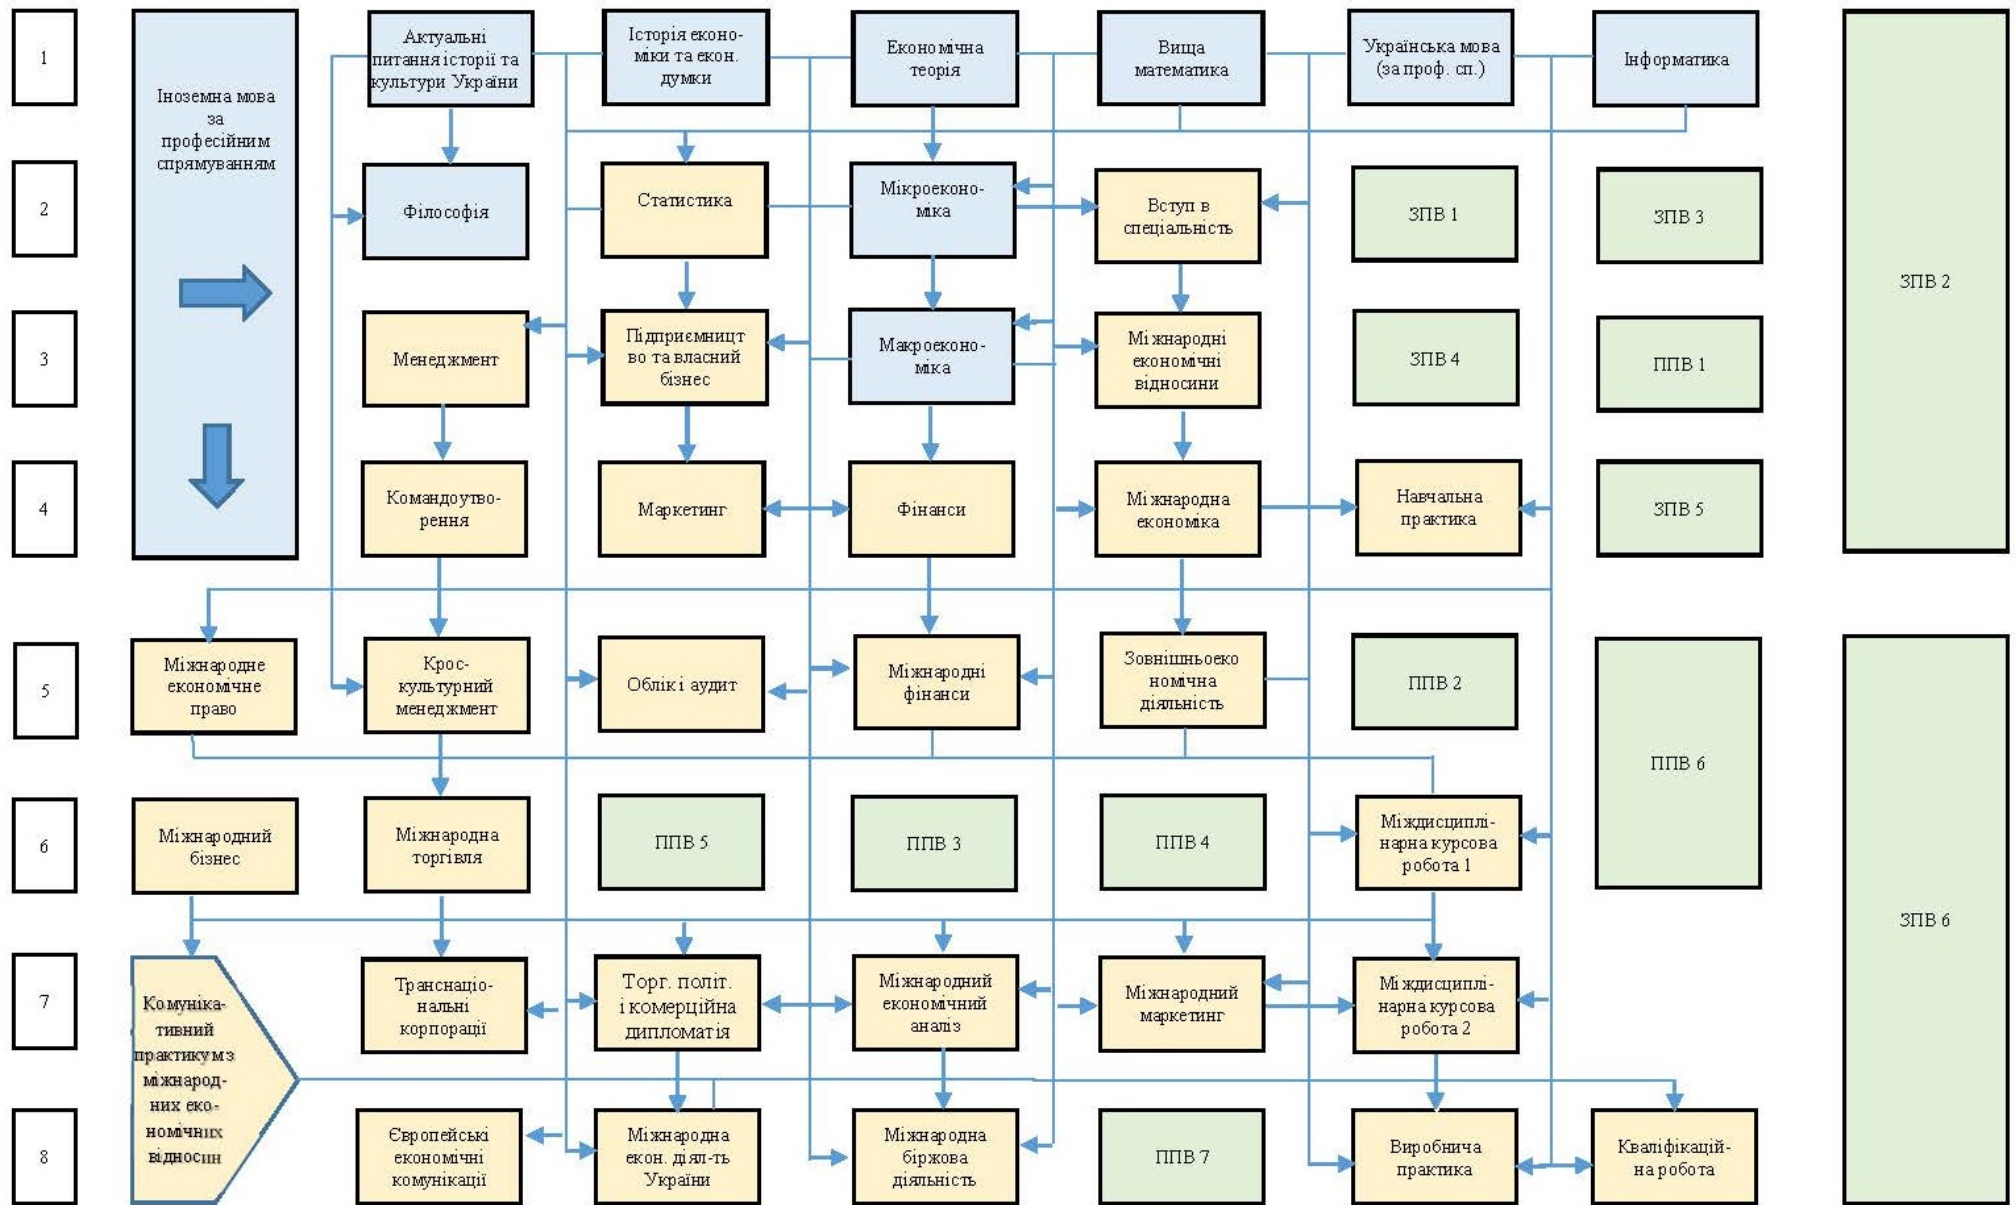 1
Іноземна мова
за
професійним
спрямуванням
Актуальні
питання історії та
культури України
Історія еконо-
міки та екон.
думки
Економічна
теорія
Вища
математика
Українська мова
(за проф. сп.)
Інформатика
ЗПВ 2
2
Філософія
Статистика
Мікроеконо-
міка
Вступ в
спеціальність
ЗПВ 1
ЗПВ 3
3
Менеджмент
Підприємницт
во та власний
бізнес
Макроеконо-
міка
Міжнародні
економічні
відносини
ЗПВ 4
ППВ 1
4
Командоутво-
рення
Маркетинг
Фінанси
Міжнародна
економіка
Навчальна
практика
ЗПВ 5
5
Міжнародне
економічне
право
Крос-
культурний
менеджмент
Облік і аудит
Міжнародні
фінанси
Зовнішньоеко
номічна
діяльність
ППВ 2
ППВ 6
ЗПВ 6
6
Міжнародний
бізнес
Міжнародна
торгівля
ППВ 5
ППВ 3
ППВ 4
Міждисциплі-
нарна курсова
робота 1
7
Комуніка-
тивний
практикум з
міжнарод-
них еко-
номічних
відносин
Транснаціо-
нальні
корпорації
Торг. політ.
і комерційна
дипломатія
Міжнародний
економічний
аналіз
Міжнародний
маркетинг
Міждисциплі-
нарна курсова
робота 2
8
Європейські
економічні
комунікації
Міжнародна
екон. діял-ть
України
Міжнародна
біржова
діяльність
ППВ 7
Виробнича
практика
Кваліфікацій-
на робота